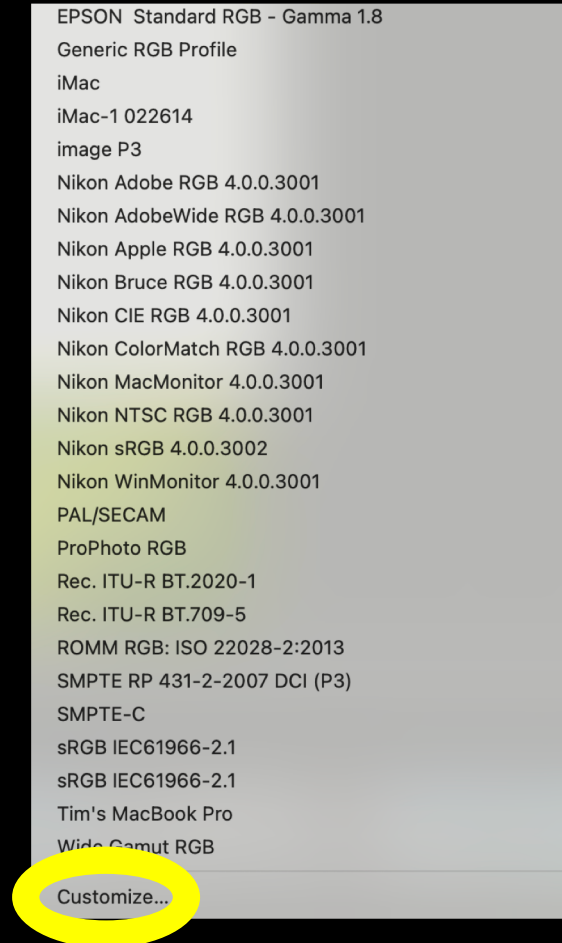 EPSON  Standard RGB - Gamma 1.8
Generic RGB Profile
iMac
iMac-1 022614
image P3
Nikon Adobe RGB 4.0.0.3001
Nikon AdobeWide RGB 4.0.0.3001
Nikon Apple RGB 4.0.0.3001
Nikon Bruce RGB 4.0.0.3001
Nikon CIE RGB 4.0.0.3001
Nikon ColorMatch RGB 4.0.0.3001
Nikon MacMonitor 4.0.0.3001
Nikon NTSC RGB 4.0.0.3001
Nikon sRGB 4.0.0.3002
Nikon WinMonitor 4.0.0.3001
PAL/SECAM
ProPhoto RGB
Rec. ITU-R BT.2020-1
Rec. ITU-R BT.709-5
ROMM RGB: ISO 22028-2:2013
SMPTE RP 431-2-2007 DCI (P3)
SMPTE-C
sRGB IEC61966-2.1
sRGB IEC61966-2.1
Tim's MacBook Pro
Wide Gamut RGB
Customize...